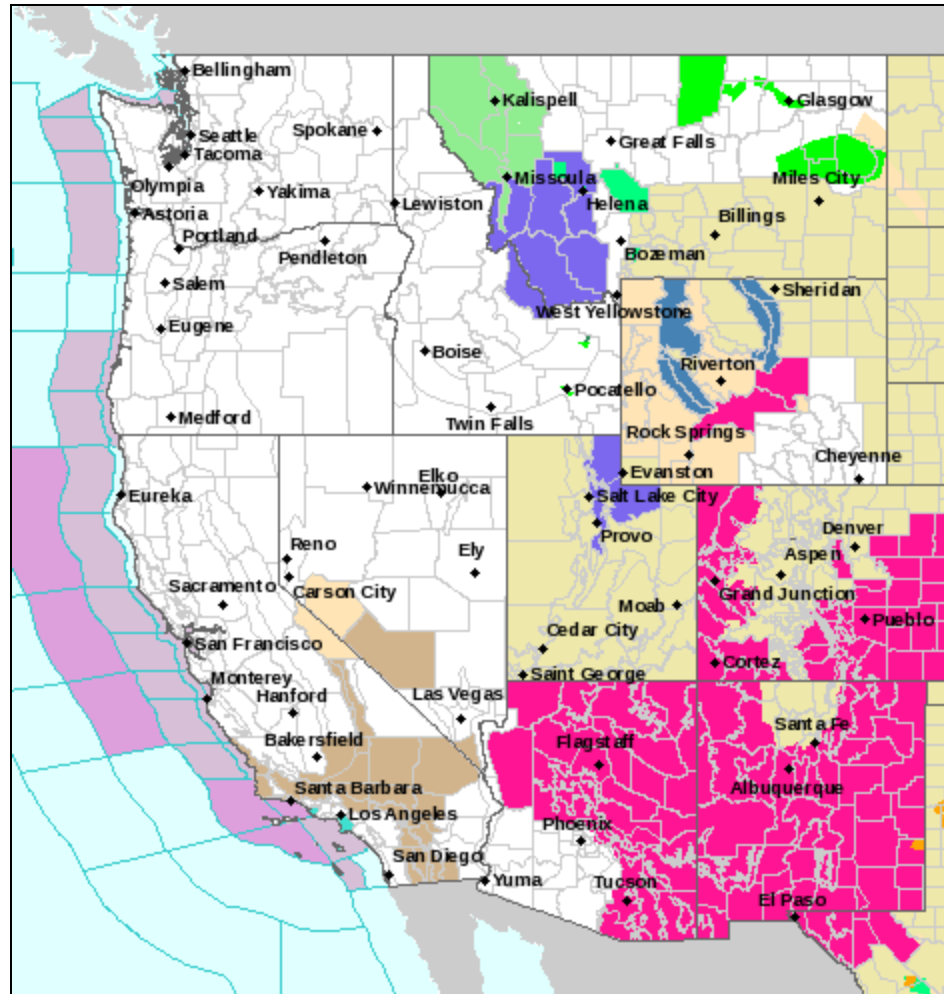 Bellingham
Kalispell
Glasgow
Seattle
Spokane
Great Falls
Tacoma
Olympia
Missoula
Miles City
Yakima
Lewiston
Helena
Astoria
Billings
Portland
Pendleton
Bozeman
Salem
Sheridan
West Yellowstone
Eugene
Boise
Riverton
Pocatello
Medford
Twin Falls
Rock Springs
Cheyenne
Evanston
Elko
Winnemucca
Eureka
Salt Lake City
Provo
Denver
Reno
Ely
Aspen
Sacramento
Carson City
Grand Junction
Moab
Pueblo
Cedar City
San Francisco
Cortez
Saint George
Monterey
Hanford
Las Vegas
Santa Fe
Bakersfield
Flagstaff
Albuquerque
Santa Barbara
Los Angeles
Phoenix
San Diego
Yuma
Tucson
El Paso